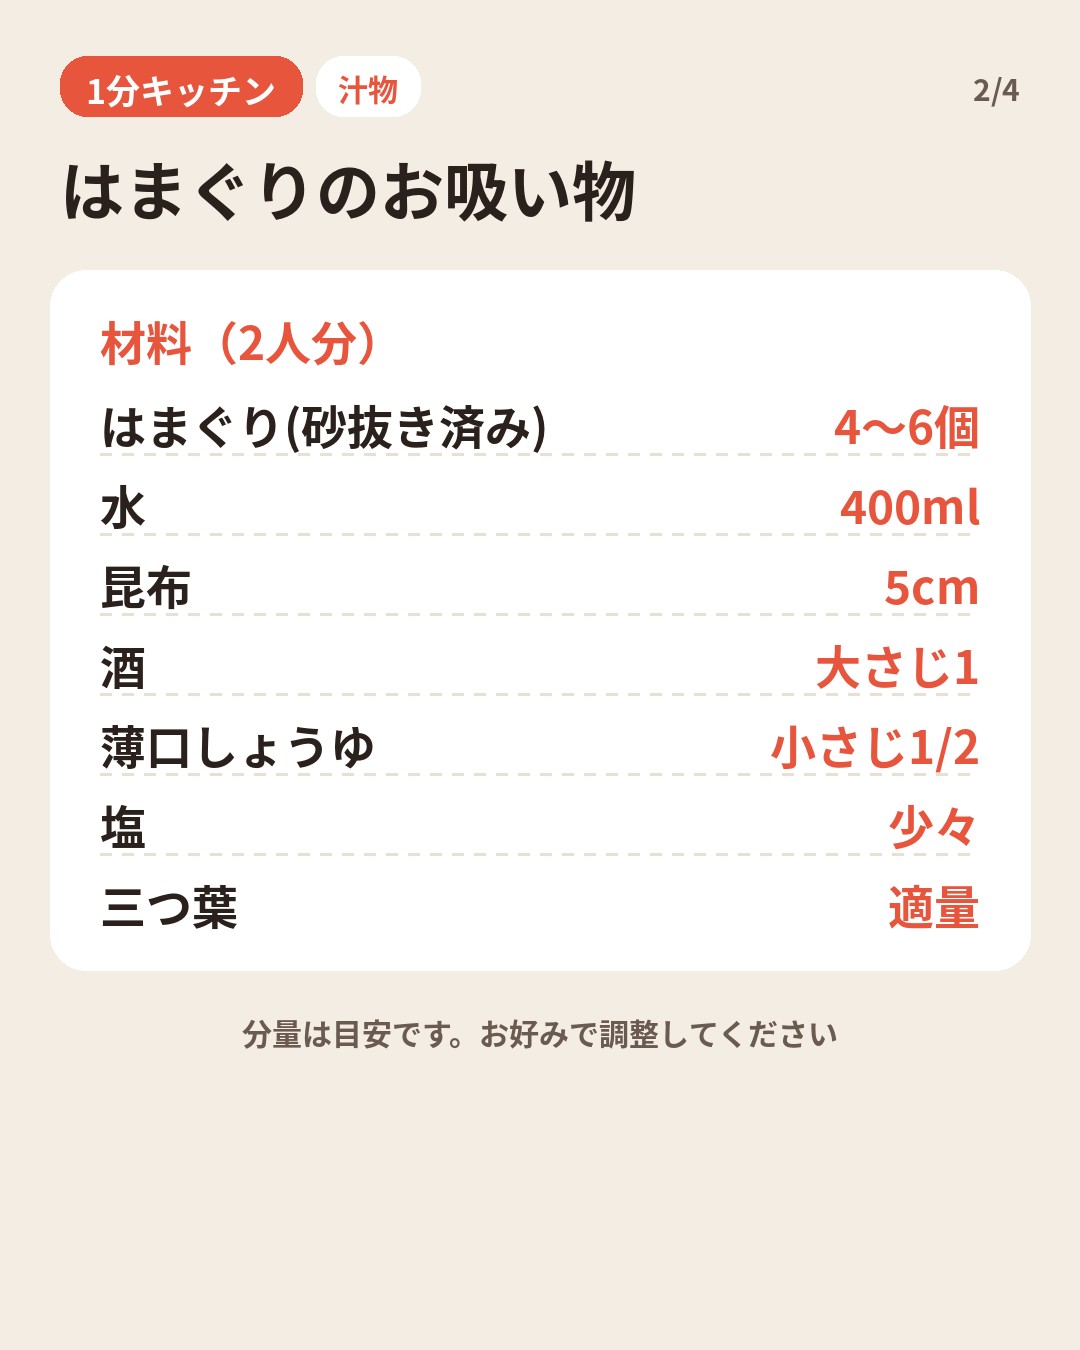 1分キッチン 汁物 2/4
はまぐりのお吸い物
材料（2人分）
はまぐり(砂抜き済み) 4〜6個
水 400ml
昆布 5cm
酒 大さじ1
薄口しょうゆ 小さじ1/2
塩 少々
三つ葉 適量
分量は目安です。お好みで調整してください